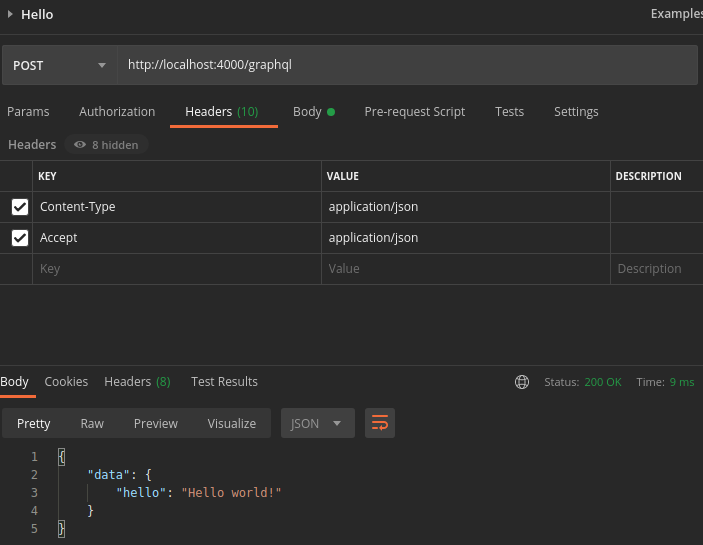 Hello Examples
POST http://localhost:4000/graphql
Params Authorization Headers (10) Body Pre-request Script Tests Settings
Headers 8 hidden
KEY VALUE DESCRIPTION
Content-Type application/json
Accept application/json
Key Value Description
Body Cookies Headers (8) Test Results Status: 200 OK Time: 9 ms
Pretty Raw Preview Visualize JSON
1 {
2 "data": {
3 "hello": "Hello world!"
4 }
5 }